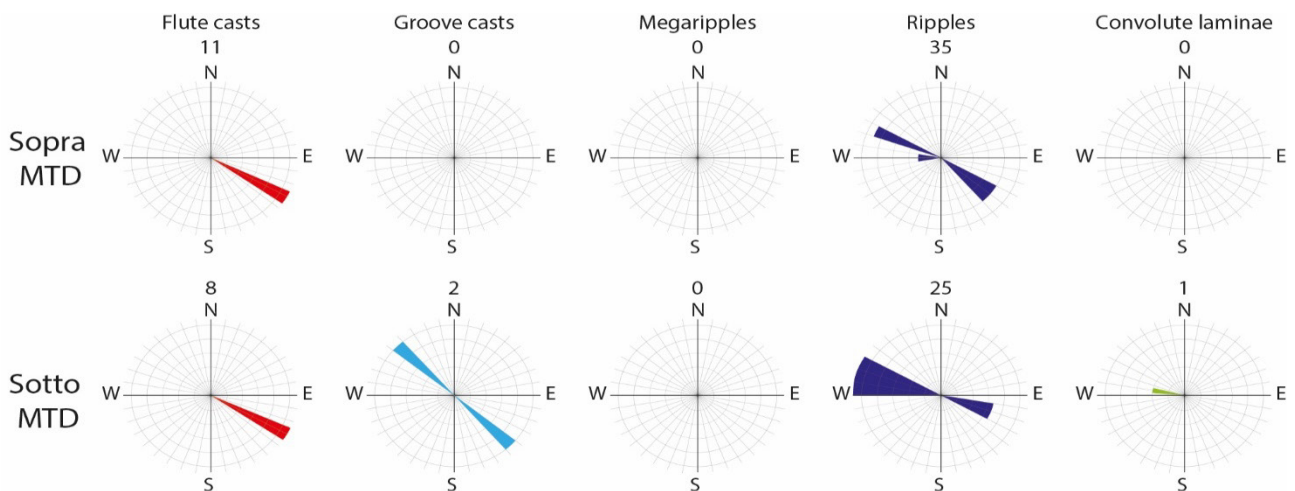 Flute casts Groove casts Megaripples Ripples Convolute laminae
11 0 0 35 0
N N N N N
Sopra
MTD
W E W E W E W E W E
S S S S S
8 2 0 25 1
N N N N N
Sotto
MTD
W E W E W E W E W E
S S S S S